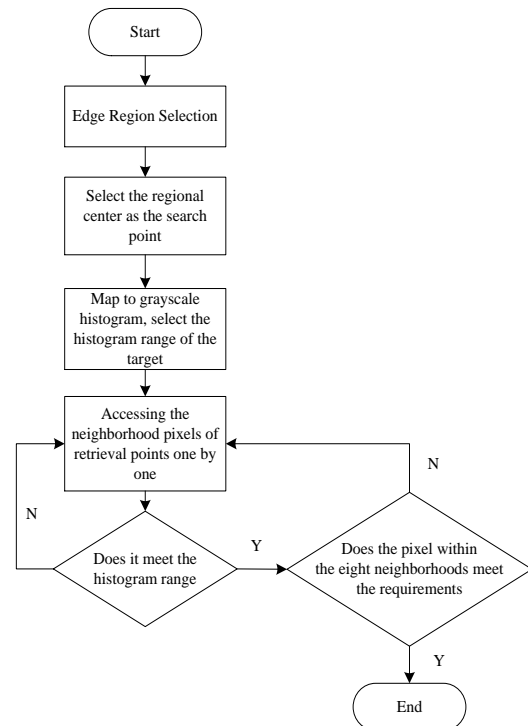 Start
Edge Region Selection
Select the regional
center as the search
point
Map to grayscale
histogram, select the
histogram range of the
target
Accessing the
neighborhood pixels of
retrieval points one by
one
N
N
Does it meet the
histogram range
Y
Does the pixel within
the eight neighborhoods meet
the requirements
Y
End